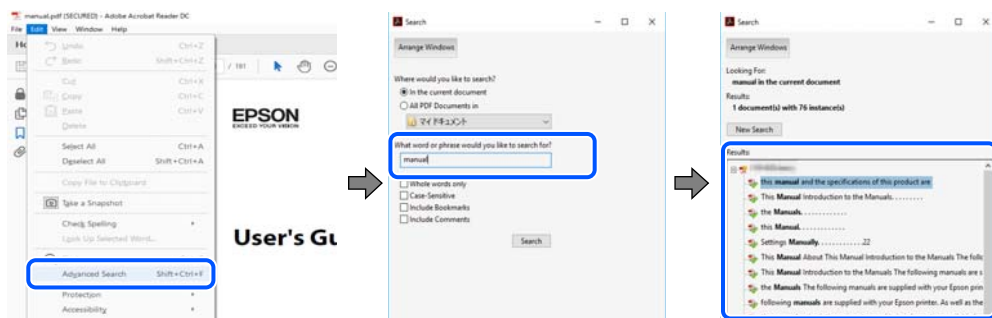 manual.pdf (SECURED) - Adobe Acrobat Reader DC
File Edit View Window Help
Undo Ctrl+Z
Redo Shift+Ctrl+Z
Cut Ctrl+X
Copy Ctrl+C
Paste Ctrl+V
Delete
Select All Ctrl+A
Deselect All Shift+Ctrl+A
Copy File to Clipboard
Take a Snapshot
Check Spelling
Look Up Selected Word...
Advanced Search Shift+Ctrl+F
Protection
Accessibility
/ 191
EPSON
EXCEED YOUR VISION
User's Gu
Search
Arrange Windows
Where would you like to search?
In the current document
All PDF Documents in
マイドキュメント
What word or phrase would you like to search for?
manual
Whole words only
Case-Sensitive
Include Bookmarks
Include Comments
Search
Search
Arrange Windows
Looking For:
manual in the current document
Results:
1 document(s) with 76 instance(s)
New Search
Results:
this manual and the specifications of this product are
This Manual Introduction to the Manuals. . . . . . . . .
the Manuals. . . . . . . . . . . . .
this Manual. . . . . . . . . . . . .
Settings Manually. . . . . . . . . . . . .22
This Manual About This Manual Introduction to the Manuals The follo
This Manual Introduction to the Manuals The following manuals are s
the Manuals The following manuals are supplied with your Epson prin
following manuals are supplied with your Epson printer. As well as the